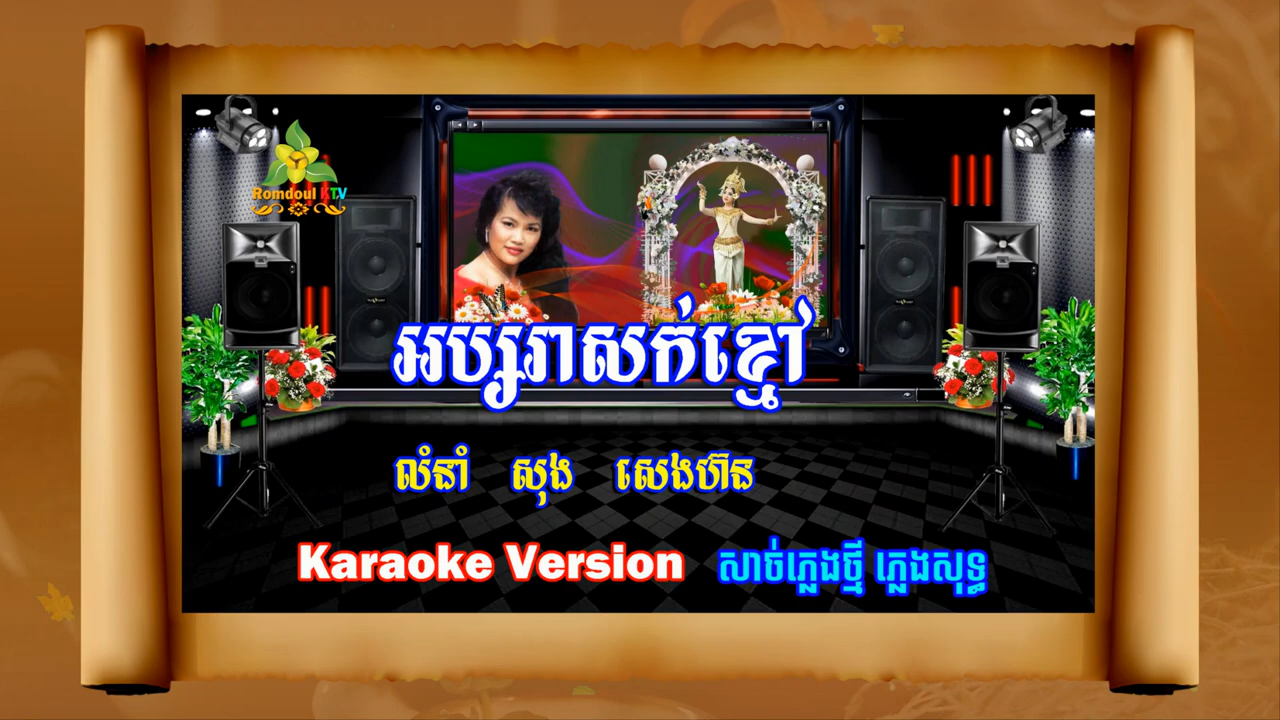 Romdoul KTV
អប្សរាសក់ខ្មៅ
លំនាំ សុង សេងហ៊ន
Karaoke Version សាច់ភ្លេងថ្មី ភ្លេងសុទ្ធ